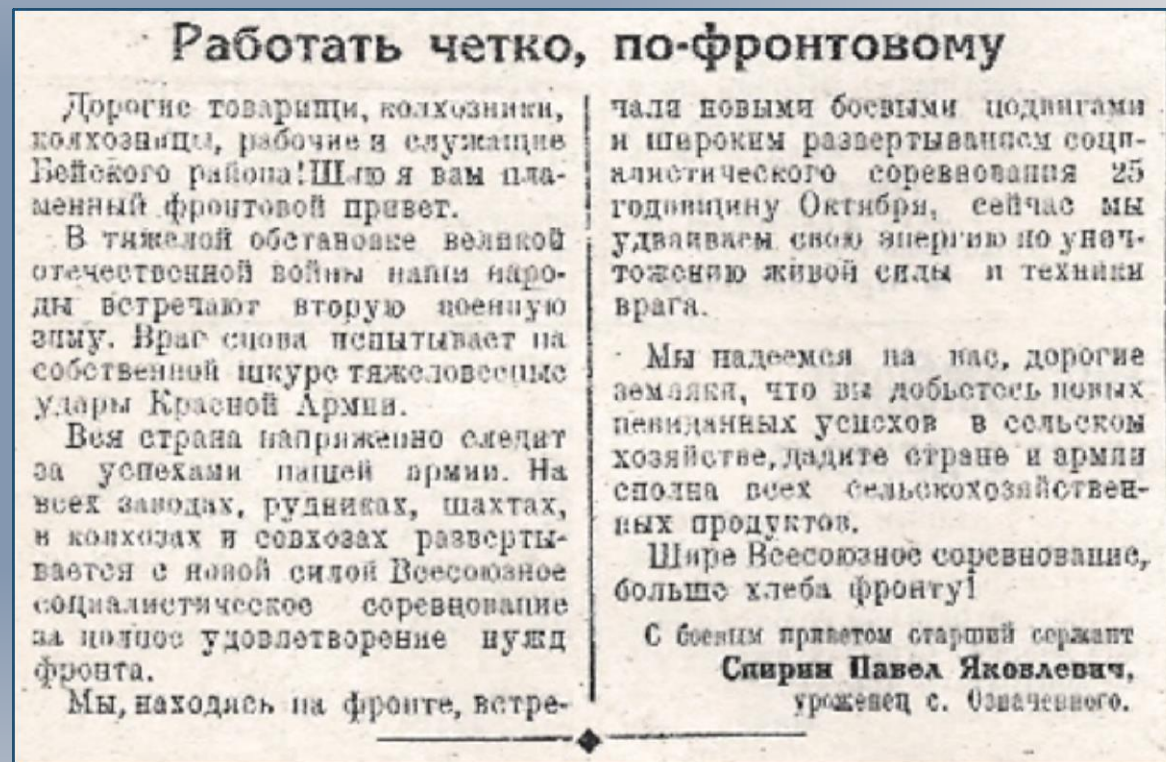 Работать четко, по-фронтовому
Дорогие товарищи, колхозники,
колхозницы, рабочие и служащие
Бейского района! Шлю я вам пла-
менный фронтовой привет.
В тяжелой обстановке великой
отечественной войны наши наро-
ды встречают вторую военную
зиму. Враг снова испытывает на
собственной шкуре тяжеловесные
удары Красной Армии.
Вся страна напряженно следит
за успехами нашей армии. На
всех заводах, рудниках, шахтах,
в колхозах и совхозах разверты-
вается с новой силой Всесоюзное
социалистическое соревнование
за полное удовлетворение нужд
фронта.
Мы, находясь на фронте, встре-
чали новыми боевыми подвигами
и широким развертыванием соци-
алистического соревнования 25
годовщину Октября, сейчас мы
удваиваем свою энергию по унич-
тожению живой силы и техники
врага.
Мы надеемся на вас, дорогие
земляки, что вы добьетесь новых
невиданных успехов в сельском
хозяйстве, дадите стране и армии
сполна всех сельскохозяйствен-
ных продуктов.
Шире Всесоюзное соревнование,
больше хлеба фронту!
С боевым приветом старший сержант
Спирин Павел Яковлевич,
уроженец с. Означенного.